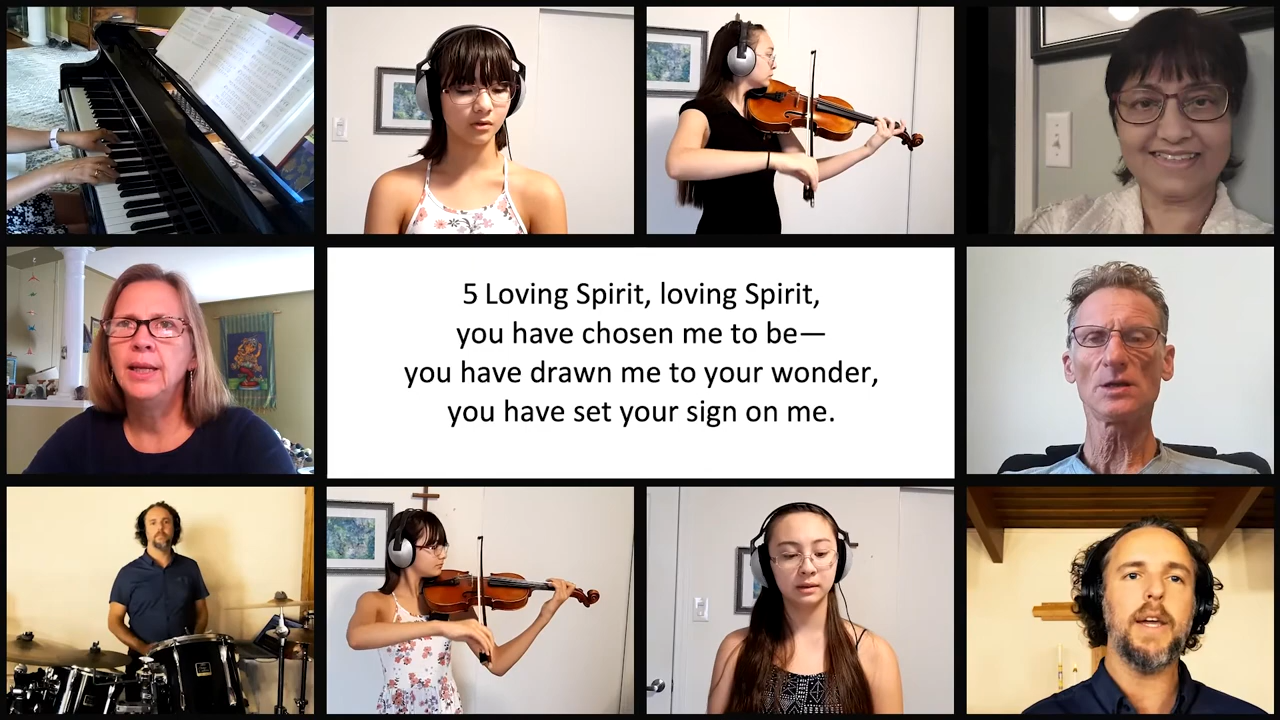 5 Loving Spirit, loving Spirit,
you have chosen me to be—
you have drawn me to your wonder,
you have set your sign on me.